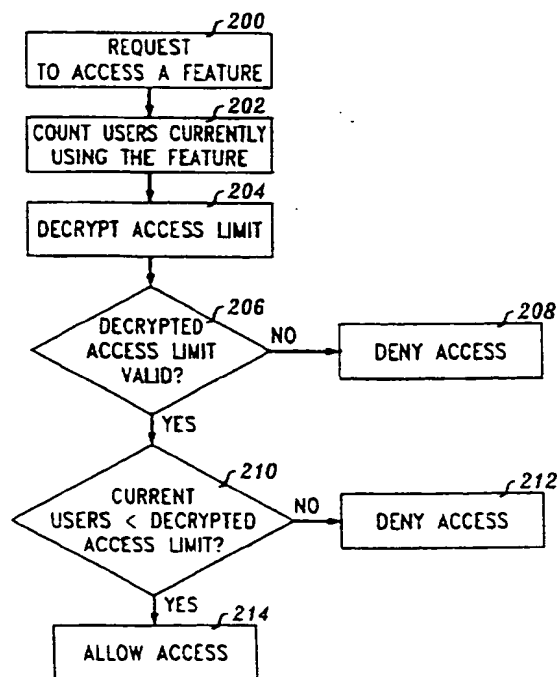 200
REQUEST
TO ACCESS A FEATURE
202
COUNT USERS CURRENTLY
USING THE FEATURE
204
DECRYPT ACCESS LIMIT
206
DECRYPTED
ACCESS LIMIT
VALID?
NO
208
DENY ACCESS
YES
210
CURRENT
USERS < DECRYPTED
ACCESS LIMIT?
NO
212
DENY ACCESS
YES
214
ALLOW ACCESS